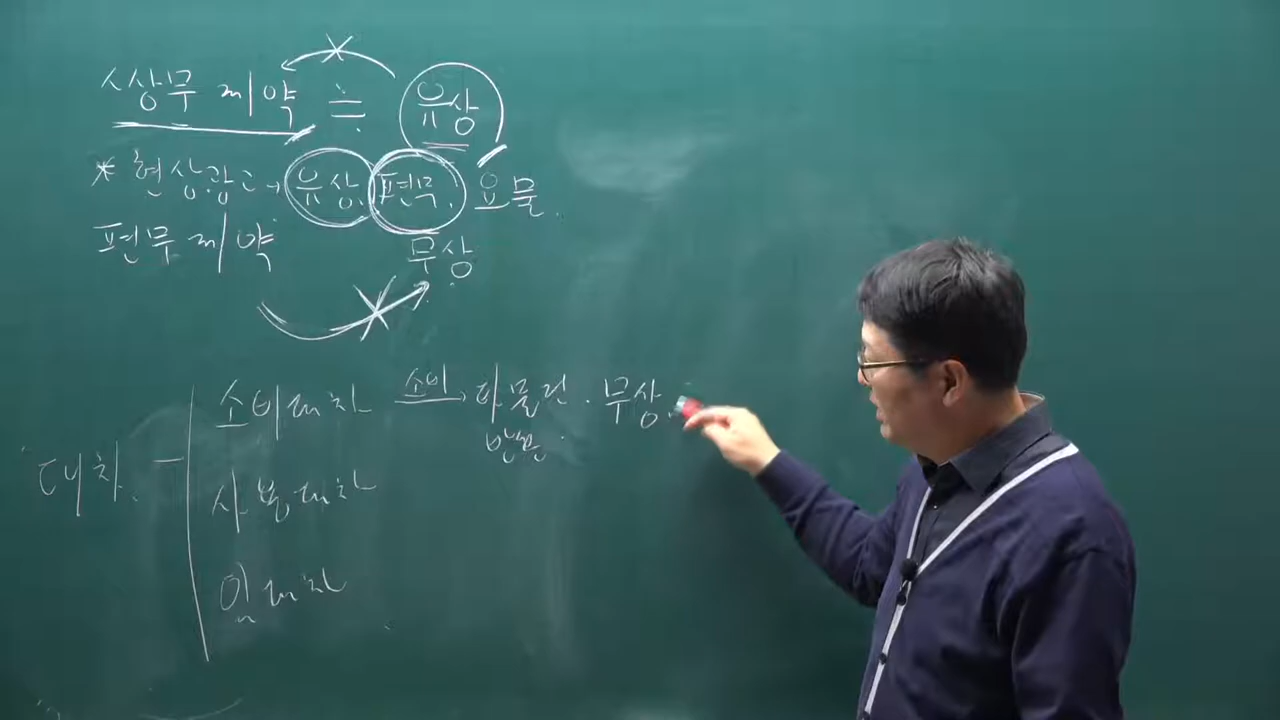 쌍무 계약 ≒ 유상
* 현상광고 → 유상. 편무. 요물.
편무 계약 무상
소비대차 소비→ 타 물건. 무상.
반환
대차.
사용대차
임대차